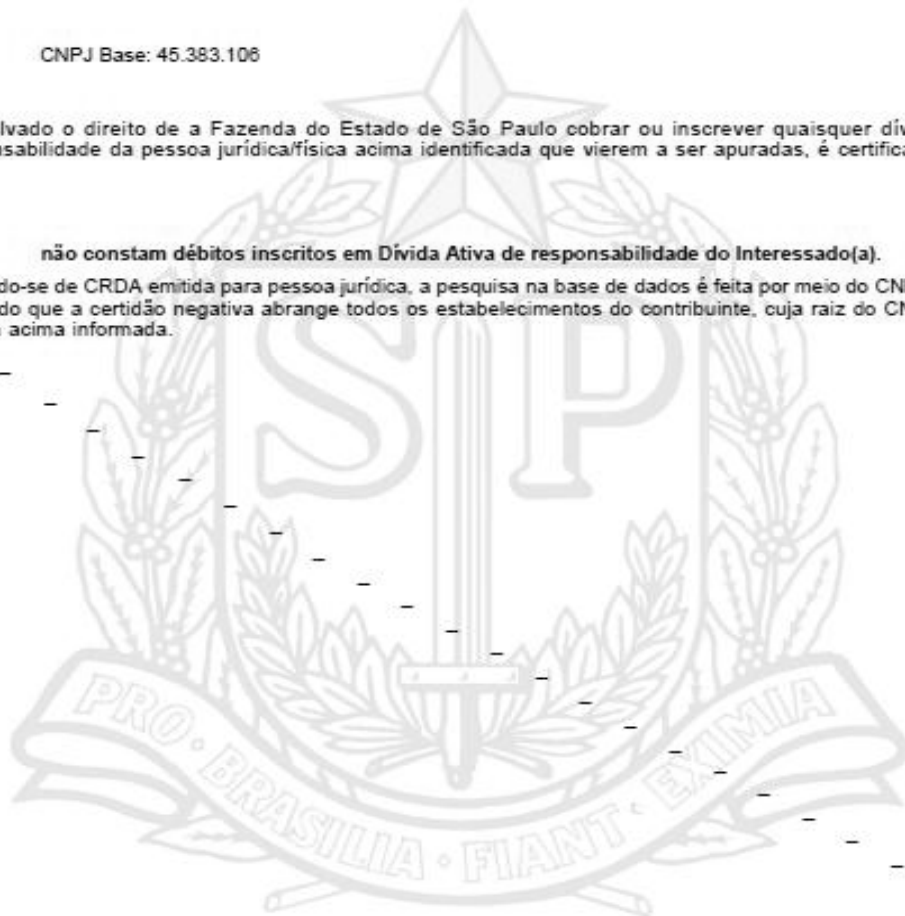 CNPJ Base: 45.383.106
lvado o direito de a Fazenda do Estado de São Paulo cobrar ou inscrever quaisquer dív
nsabilidade da pessoa jurídica/física acima identificada que vierem a ser apuradas, é certifica
não constam débitos inscritos em Dívida Ativa de responsabilidade do Interessado(a).
do-se de CRDA emitida para pessoa jurídica, a pesquisa na base de dados é feita por meio do CN
do que a certidão negativa abrange todos os estabelecimentos do contribuinte, cuja raiz do CN
acima informada.
SP
PRO · BRASILIA · FIANT · EXIMIA